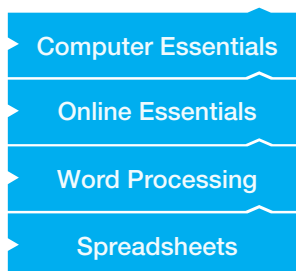 Computer Essentials
Online Essentials
Word Processing
Spreadsheets